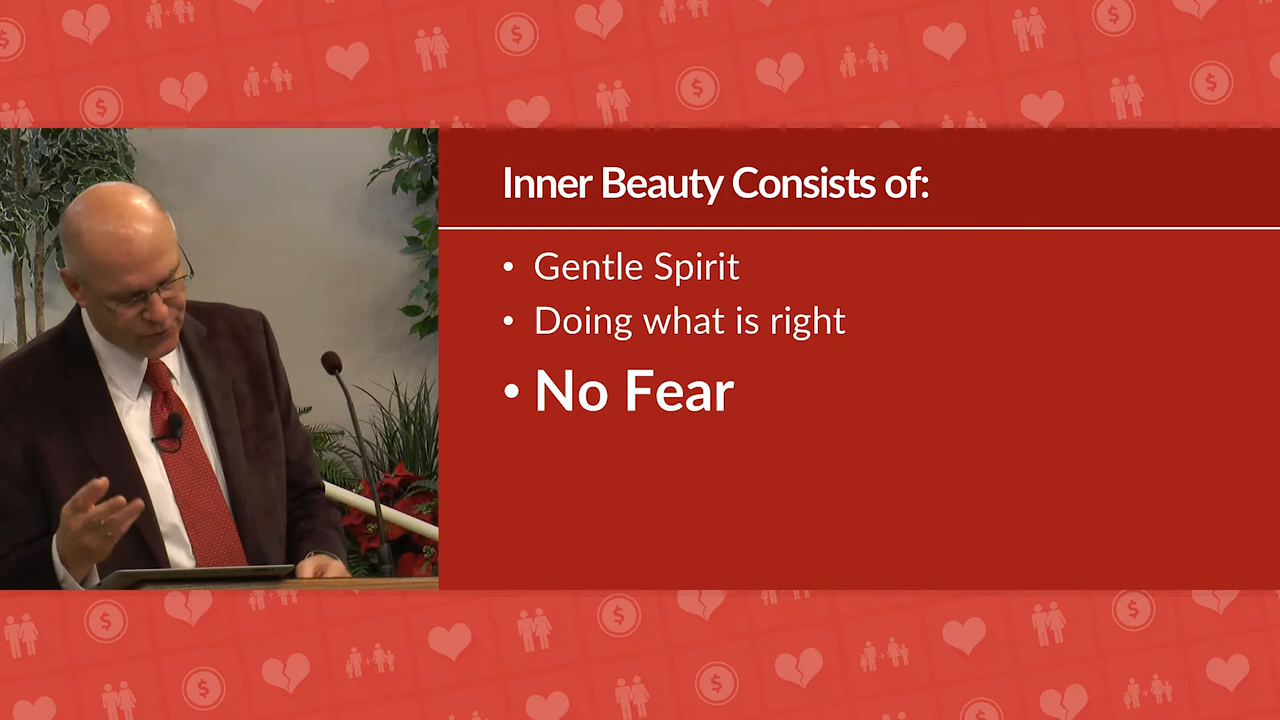 Inner Beauty Consists of:
• Gentle Spirit
• Doing what is right
• No Fear